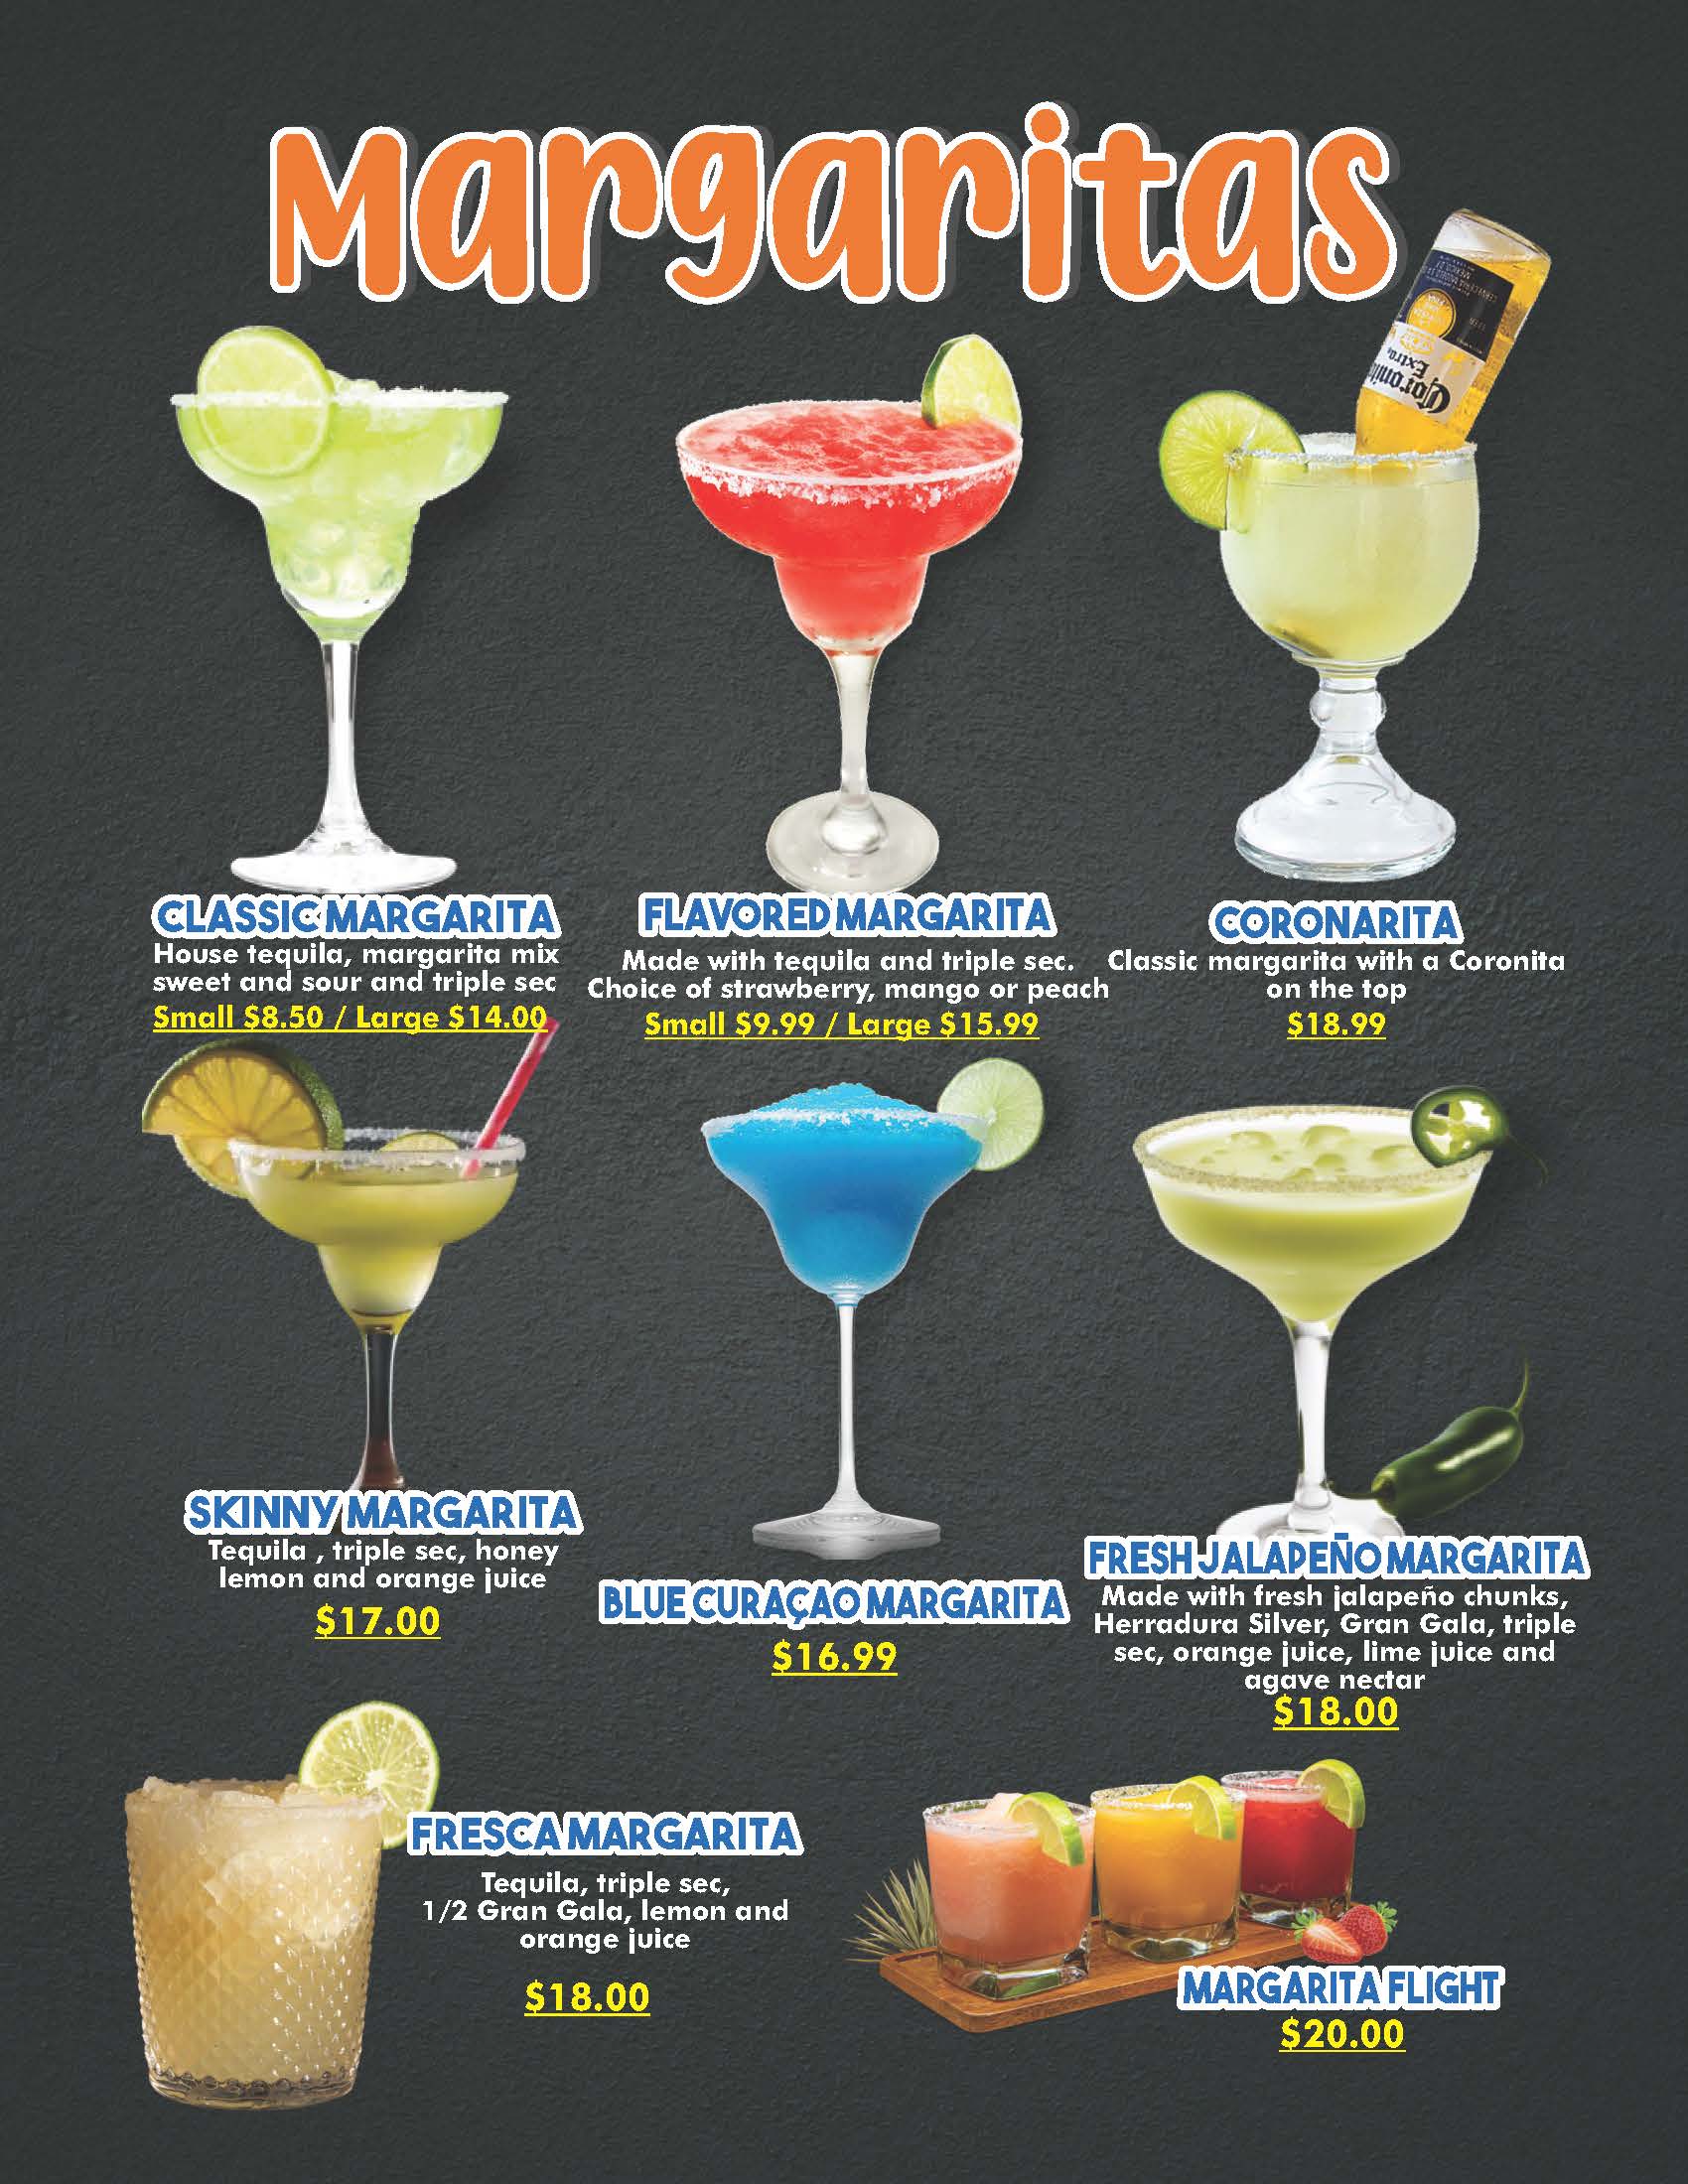 Margaritas
Coronita
Extra
CLASSIC MARGARITA
House tequila, margarita mix
sweet and sour and triple sec
Small $8.50 / Large $14.00
FLAVORED MARGARITA
Made with tequila and triple sec.
Choice of strawberry, mango or peach
Small $9.99 / Large $15.99
CORONARITA
Classic margarita with a Coronita
on the top
$18.99
SKINNY MARGARITA
Tequila , triple sec, honey
lemon and orange juice
$17.00
BLUE CURAÇAO MARGARITA
$16.99
FRESH JALAPEÑO MARGARITA
Made with fresh jalapeño chunks,
Herradura Silver, Gran Gala, triple
sec, orange juice, lime juice and
agave nectar
$18.00
FRESCA MARGARITA
Tequila, triple sec,
1/2 Gran Gala, lemon and
orange juice
$18.00
MARGARITA FLIGHT
$20.00